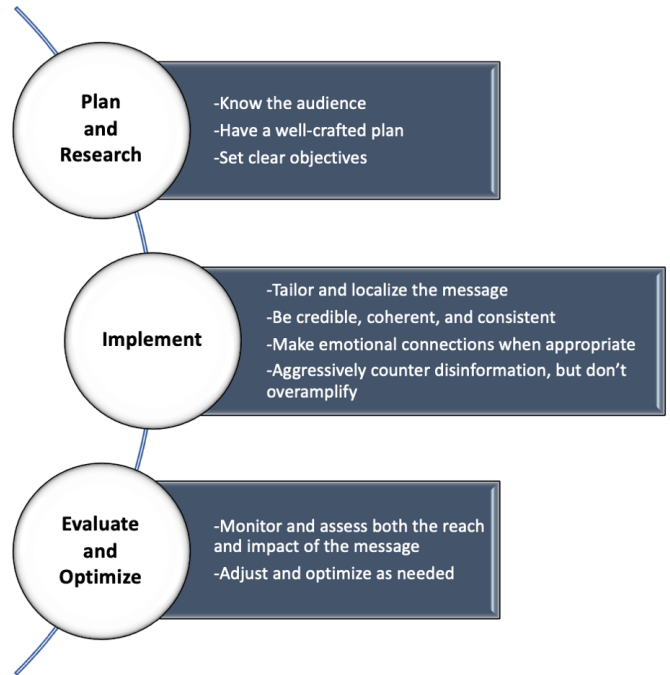 Plan
and
Research
-Know the audience
-Have a well-crafted plan
-Set clear objectives
Implement
-Tailor and localize the message
-Be credible, coherent, and consistent
-Make emotional connections when appropriate
-Aggressively counter disinformation, but don’t
overamplify
Evaluate
and
Optimize
-Monitor and assess both the reach
and impact of the message
-Adjust and optimize as needed